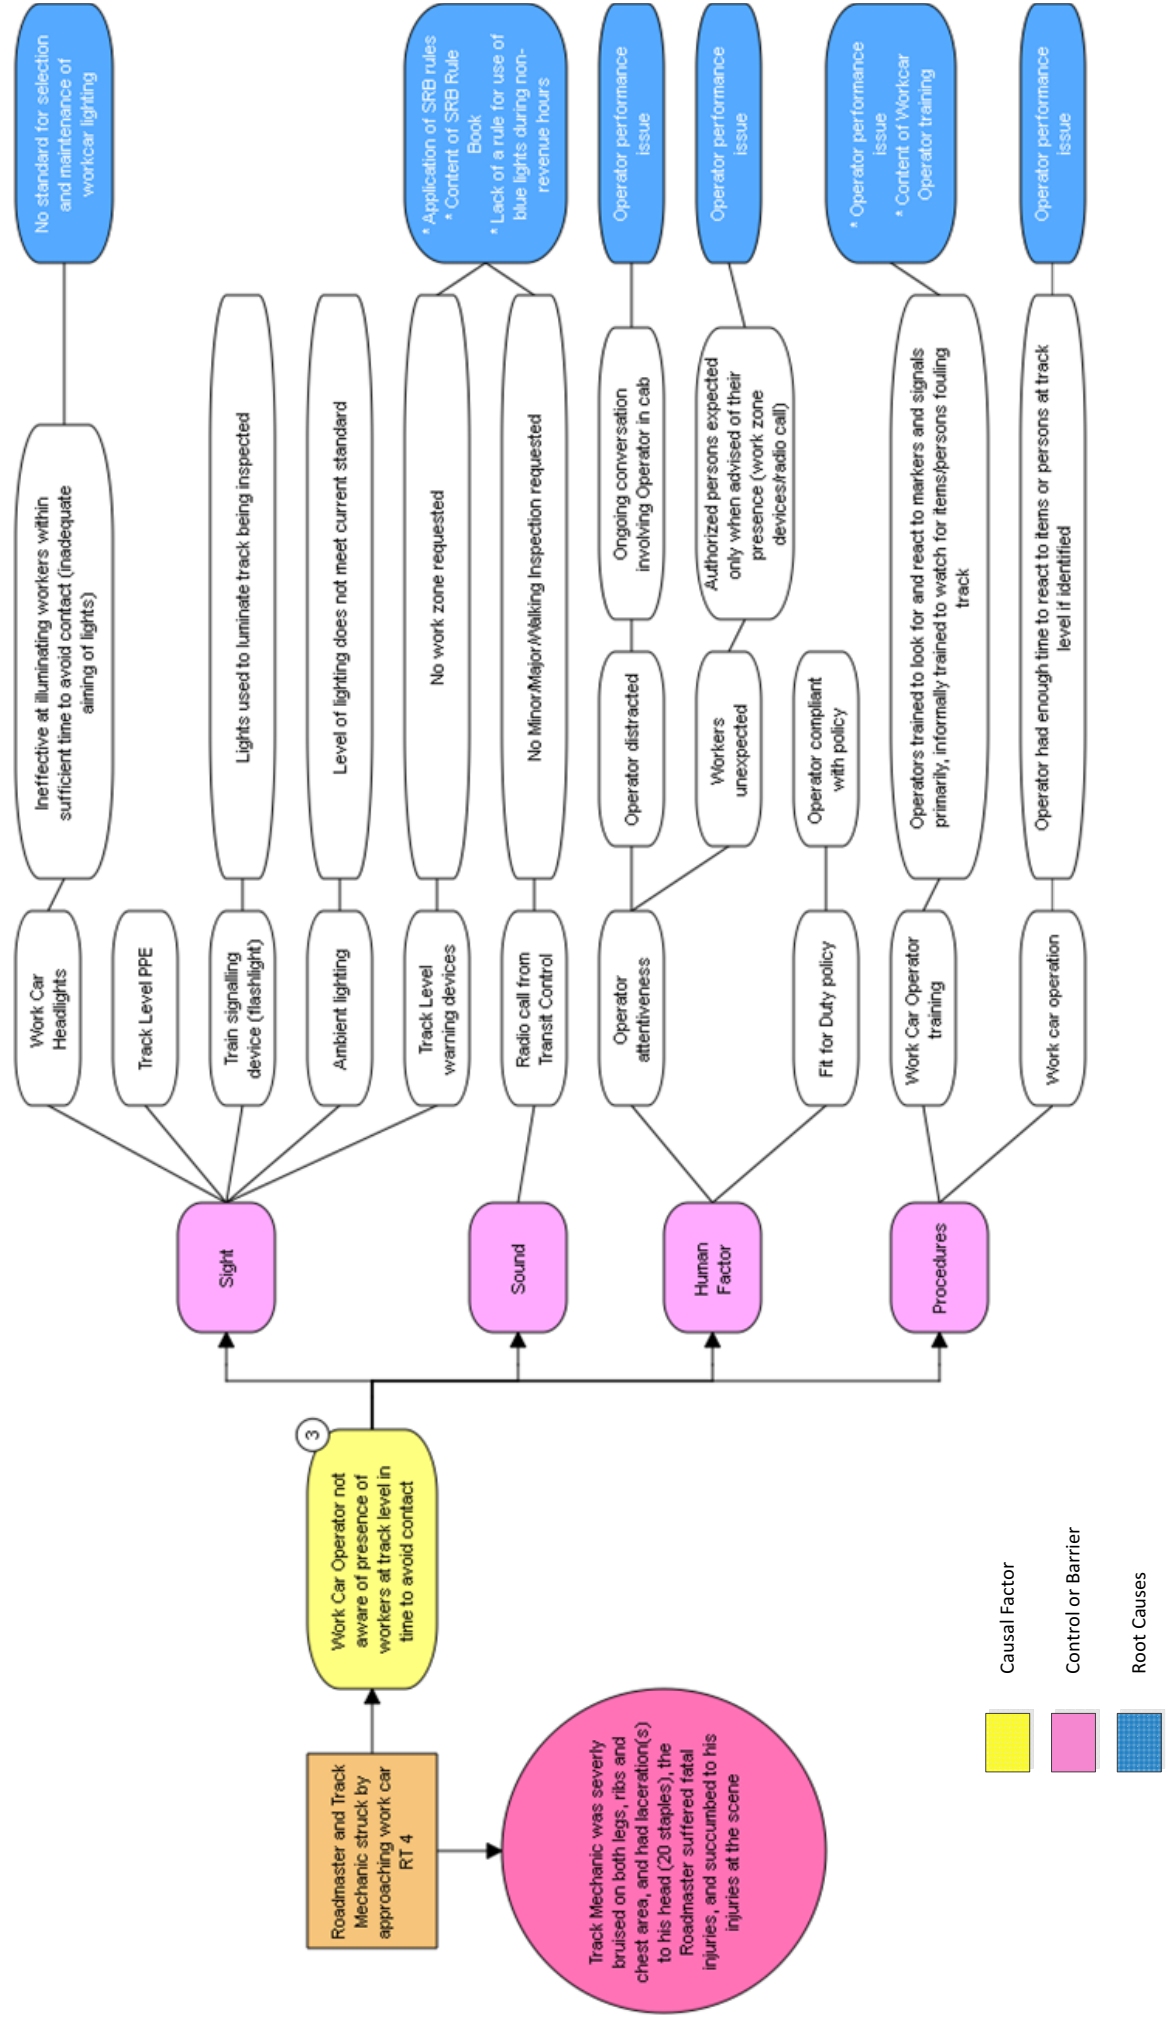 Roadmaster and Track
Mechanic struck by
approaching work car
RT 4
Track Mechanic was severly
bruised on both legs, ribs and
chest area, and had laceration(s)
to his head (20 staples), the
Roadmaster suffered fatal
injuries, and succumbed to his
injuries at the scene
3
Work Car Operator not
aware of presence of
workers at track level in
time to avoid contact
Sight
Work Car
Headlights
Ineffective at illuminating workers within
sufficient time to avoid contact (inadequate
aiming of lights)
No standard for selection
and maintenance of
workcar lighting
Track Level PPE
Train signalling
device (flashlight)
Lights used to luminate track being inspected
Ambient lighting
Level of lighting does not meet current standard
Track Level
warning devices
No work zone requested
* Application of SRB rules
* Content of SRB Rule
Book
* Lack of a rule for use of
blue lights during non-
revenue hours
Sound
Radio call from
Transit Control
No Minor/Major/Walking Inspection requested
Human
Factor
Operator
attentiveness
Operator distracted
Ongoing conversation
involving Operator in cab
Operator performance
issue
Workers
unexpected
Authorized persons expected
only when advised of their
presence (work zone
devices/radio call)
Operator performance
issue
Fit for Duty policy
Operator compliant
with policy
Procedures
Work Car Operator
training
Operators trained to look for and react to markers and signals
primarily, informally trained to watch for items/persons fouling
track
* Operator performance
issue
* Content of Workcar
Operator training
Work car operation
Operator had enough time to react to items or persons at track
level if identified
Operator performance
issue
Causal Factor
Control or Barrier
Root Causes